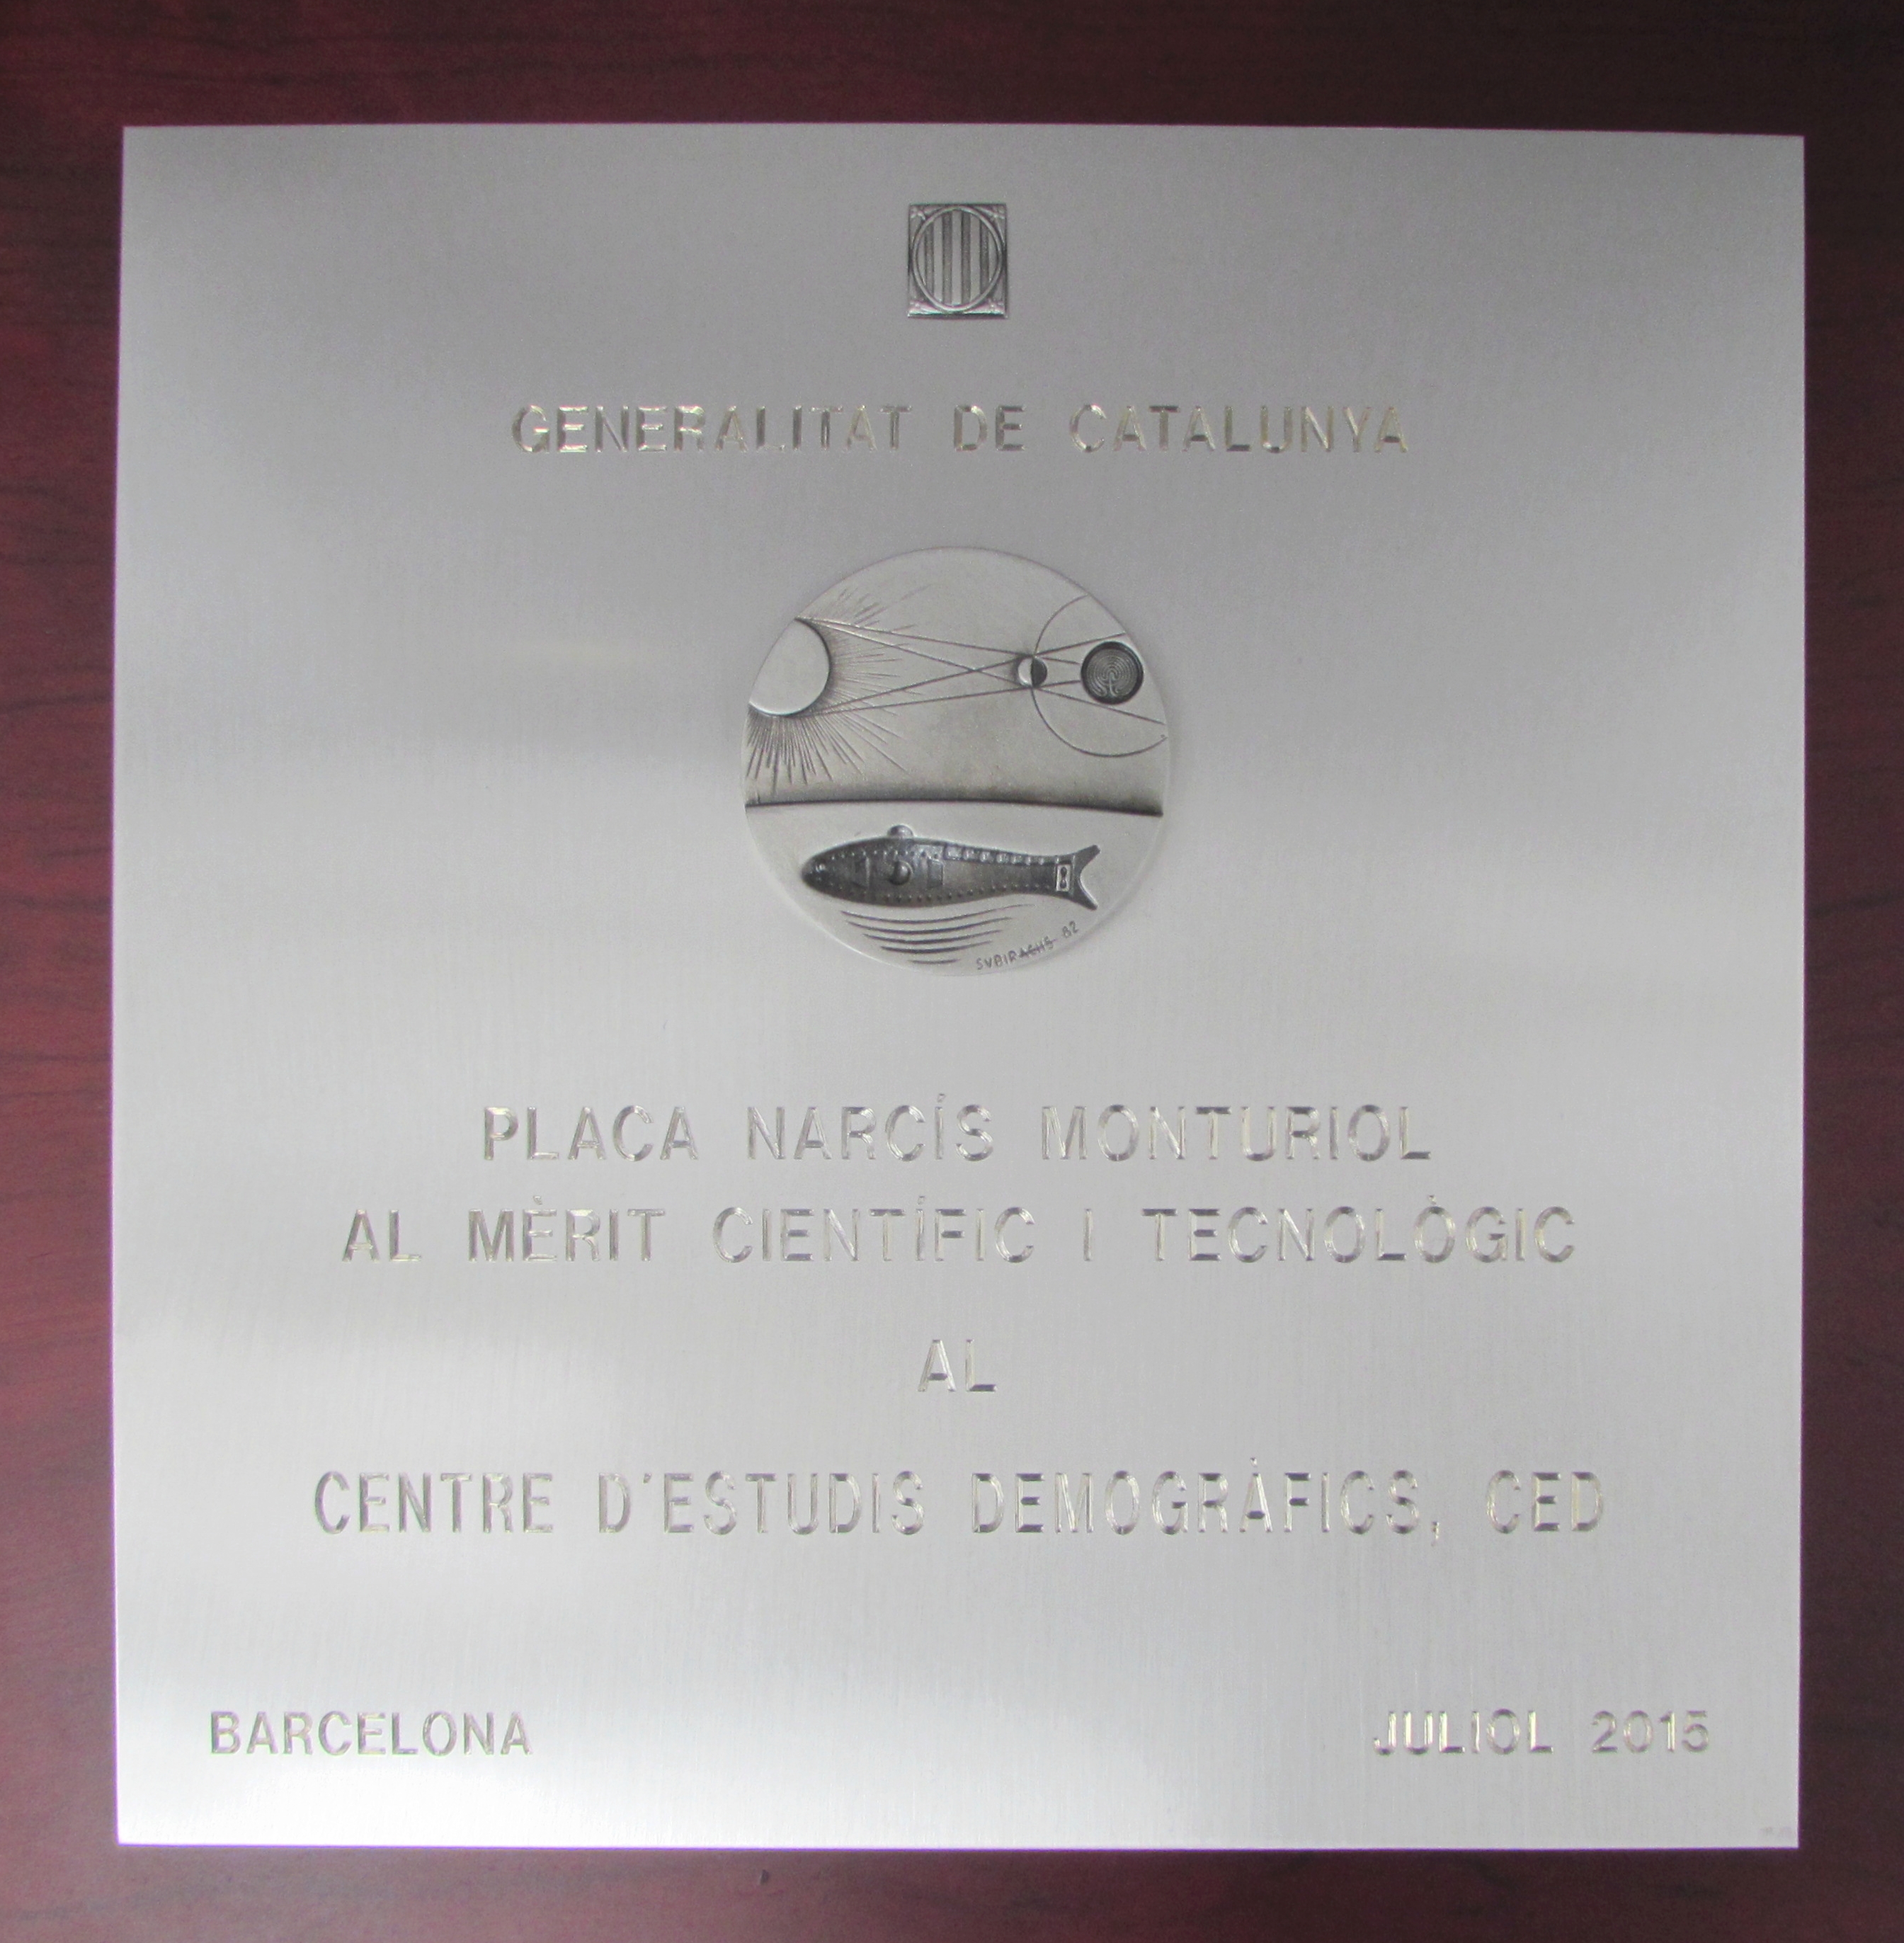 GENERALITAT DE CATALUNYA
SUBIRACHS 82
PLACA NARCÍS MONTURIOL
AL MÈRIT CIENTÍFIC I TECNOLÒGIC
AL
CENTRE D'ESTUDIS DEMOGRÀFICS, CED
BARCELONA
JULIOL 2015